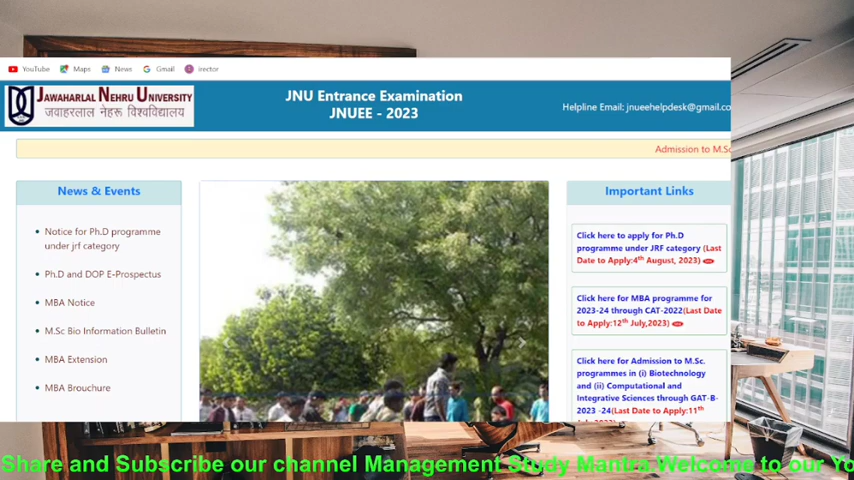 YouTube Maps News Gmail irector
JAWAHARLAL NEHRU UNIVERSITY
जवाहरलाल नेहरू विश्वविद्यालय
JNU Entrance Examination
JNUEE - 2023
Helpline Email: jnueehelpdesk@gmail.co
Admission to M.Sc
News & Events
Notice for Ph.D programme
under jrf category
Ph.D and DOP E-Prospectus
MBA Notice
M.Sc Bio Information Bulletin
MBA Extension
MBA Brouchure
Important Links
Click here to apply for Ph.D
programme under JRF category (Last
Date to Apply:4th August, 2023)
Click here for MBA programme for
2023-24 through CAT-2022(Last
Date to Apply:12th July,2023)
Click here for Admission to M.Sc.
programmes in (i) Biotechnology
and (ii) Computational and
Integrative Sciences through GAT-B-
2023 -24(Last Date to Apply:11th
Share and Subscribe our channel Management Study Mantra Welcome to our Yo